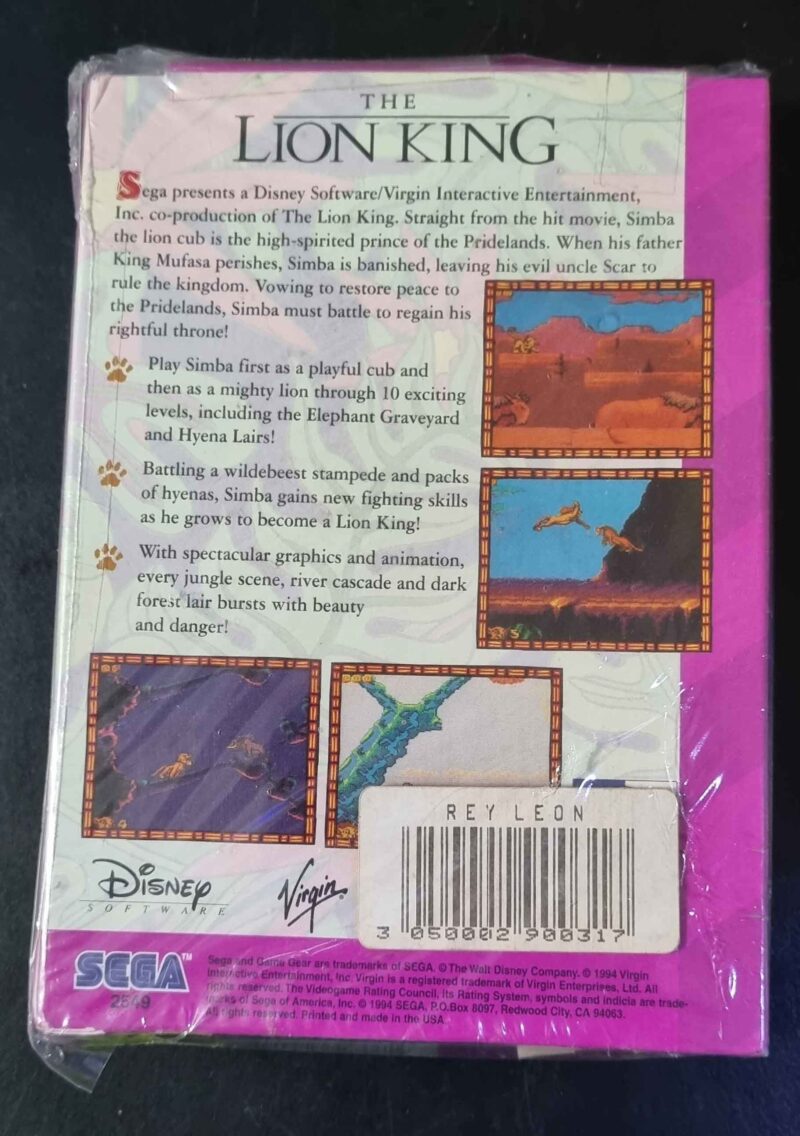 THE
LION KING
Sega presents a Disney Software/Virgin Interactive Entertainment,
Inc. co-production of The Lion King. Straight from the hit movie, Simba
the lion cub is the high-spirited prince of the Pridelands. When his father
King Mufasa perishes, Simba is banished, leaving his evil uncle Scar to
rule the kingdom. Vowing to restore peace to
the Pridelands, Simba must battle to regain his
rightful throne!
Play Simba first as a playful cub and
then as a mighty lion through 10 exciting
levels, including the Elephant Graveyard
and Hyena Lairs!
Battling a wildebeest stampede and packs
of hyenas, Simba gains new fighting skills
as he grows to become a Lion King!
With spectacular graphics and animation,
every jungle scene, river cascade and dark
forest lair bursts with beauty
and danger!
REY LEON
3 050002 900317
Disney
SOFTWARE
Virgin
SEGA™
2549
Sega and Game Gear are trademarks of SEGA. © The Walt Disney Company. © 1994 Virgin
Interactive Entertainment, Inc. Virgin is a registered trademark of Virgin Enterprises, Ltd. All
rights reserved. The Videogame Rating Council, its Rating System, symbols and indicia are trade-
marks of Sega of America, Inc. © 1994 SEGA, P.O.Box 8097, Redwood City, CA 94063.
All rights reserved. Printed and made in the USA.